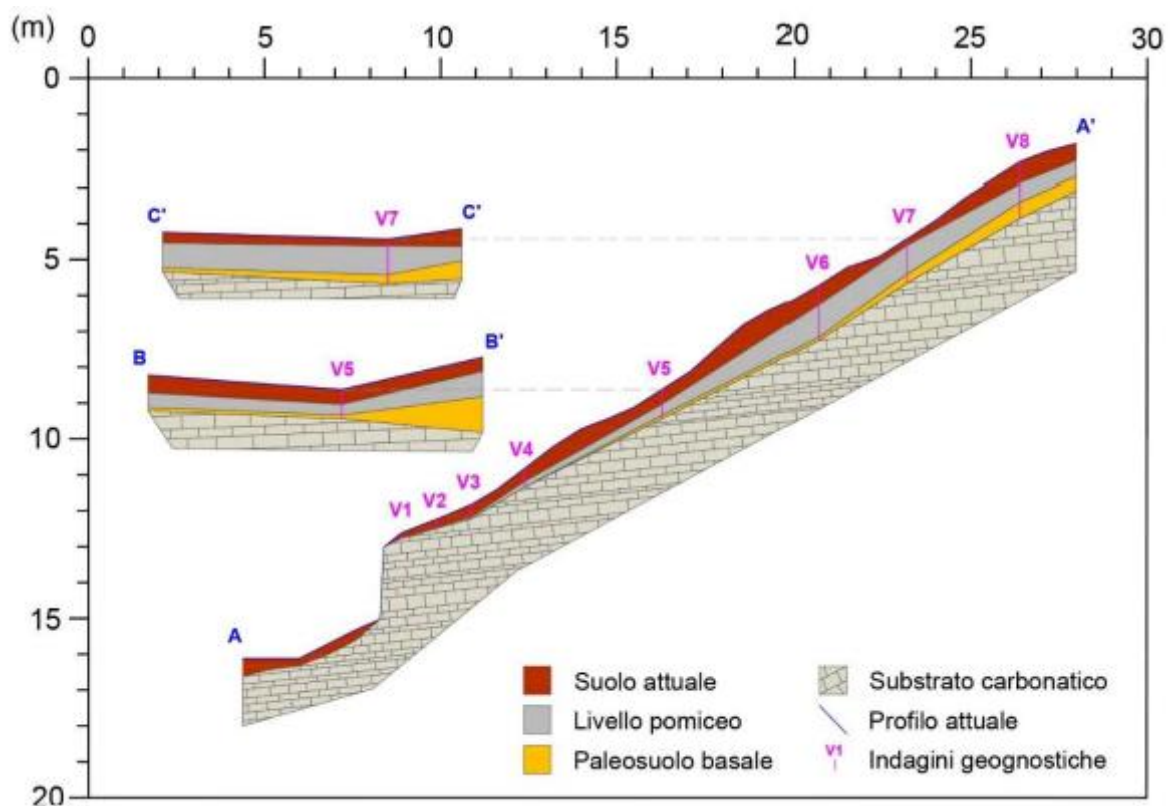 (m) 0 5 10 15 20 25 30
0
A'
V8
C' C'
V7 V7
5
V6
B B'
V5 V5
10
V4
V3
V2
V1
15
A
Suolo attuale Substrato carbonatico
Livello pomiceo Profilo attuale
Paleosuolo basale V1 Indagini geognostiche
20